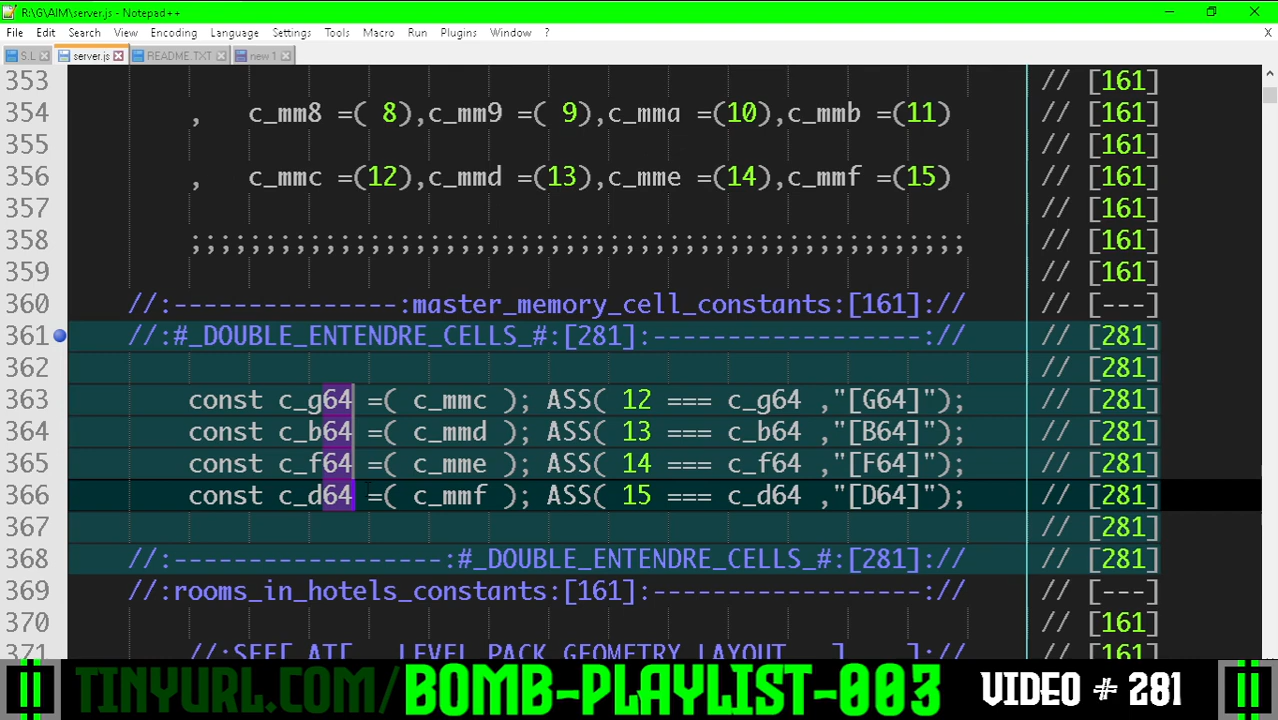 R:\G\AIM\server.js - Notepad++
File Edit Search View Encoding Language Settings Tools Macro Run Plugins Window ? X
S.L server.js README.TXT new 1
353 // [161]
354 , c_mm8 =( 8),c_mm9 =( 9),c_mma =(10),c_mmb =(11) // [161]
355 // [161]
356 , c_mmc =(12),c_mmd =(13),c_mme =(14),c_mmf =(15) // [161]
357 // [161]
358 ;;;;;;;;;;;;;;;;;;;;;;;;;;;;;;;;;;;;;;;;;;;;;;;;;;;; // [161]
359 // [161]
360 //:---------------:master_memory_cell_constants:[161]:// // [---]
361 //:#_DOUBLE_ENTENDRE_CELLS_#:[281]:------------------:// // [281]
362 // [281]
363 const c_g64 =( c_mmc ); ASS( 12 === c_g64 ,"[G64]"); // [281]
364 const c_b64 =( c_mmd ); ASS( 13 === c_b64 ,"[B64]"); // [281]
365 const c_f64 =( c_mme ); ASS( 14 === c_f64 ,"[F64]"); // [281]
366 const c_d64 =( c_mmf ); ASS( 15 === c_d64 ,"[D64]"); // [281]
367 // [281]
368 //:------------------:#_DOUBLE_ENTENDRE_CELLS_#:[281]:// // [281]
369 //:rooms_in_hotels_constants:[161]:------------------:// // [---]
370 // [161]
371 //:SEE[ AT[ LEVEL_PACK_GEOMETRY_LAYOUT ] ]:// // [161]
TINYURL.COM/BOMB-PLAYLIST-003 VIDEO # 281